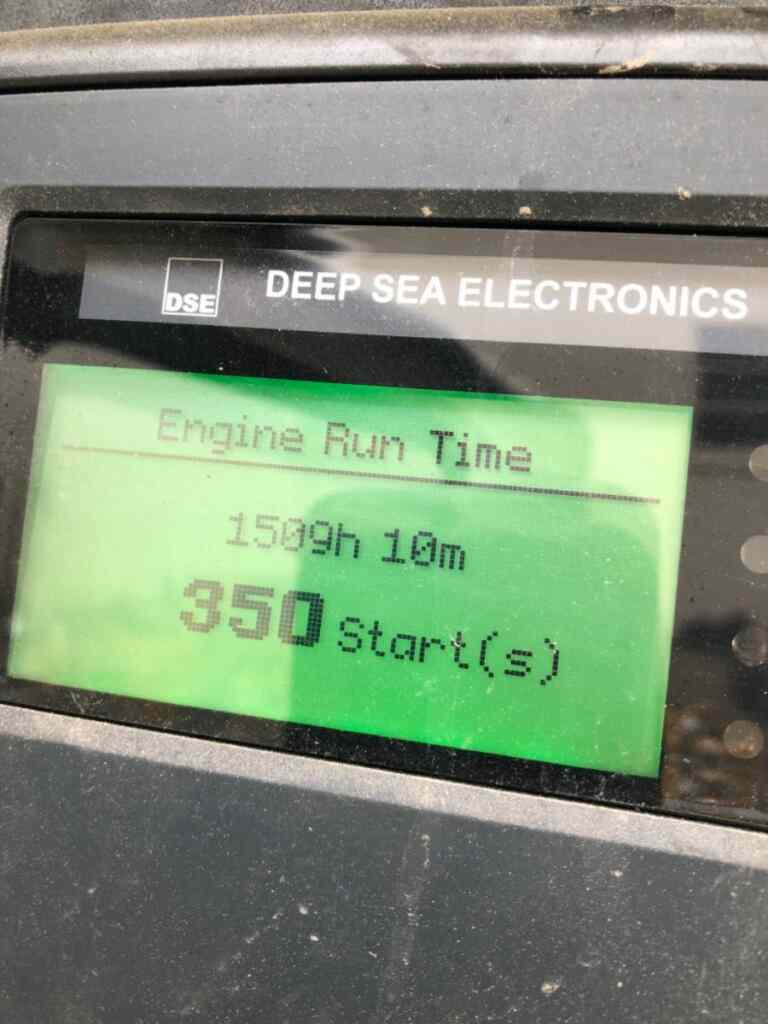 DSE
DEEP SEA ELECTRONICS
Engine Run Time
1509h 10m
350 Start(s)